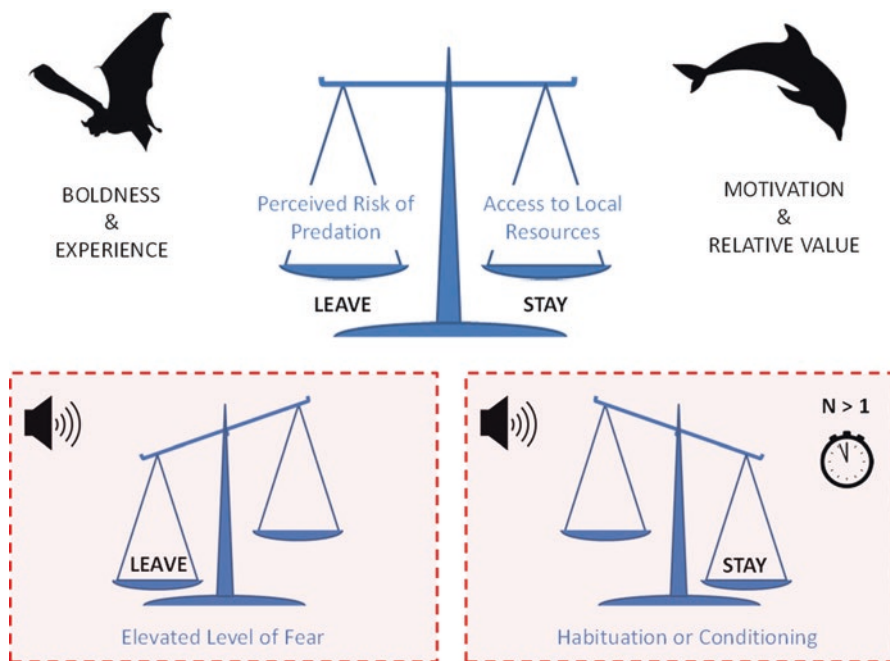 BOLDNESS
&
EXPERIENCE
Perceived Risk of
Predation
LEAVE
Access to Local
Resources
STAY
MOTIVATION
&
RELATIVE VALUE
LEAVE
Elevated Level of Fear
N > 1
STAY
Habituation or Conditioning